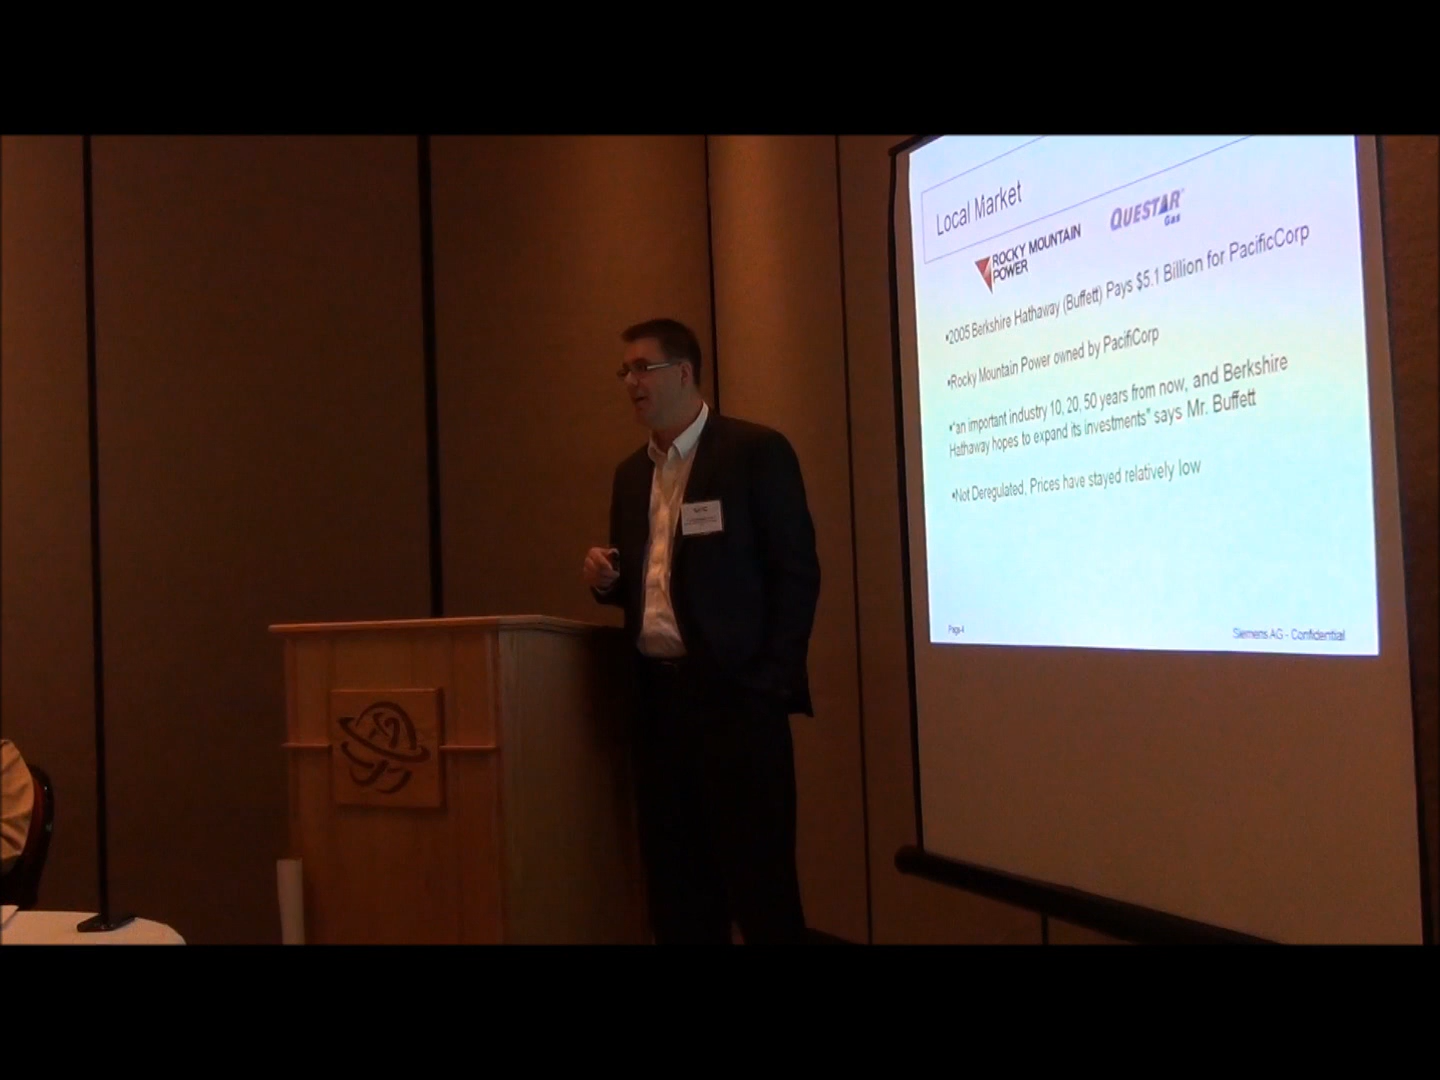 Local Market
ROCKY MOUNTAIN
POWER
QUESTAR
Gas
•2005 Berkshire Hathaway (Buffett) Pays $5.1 Billion for PacificCorp
•Rocky Mountain Power owned by PacifiCorp
•"an important industry 10, 20, 50 years from now, and Berkshire
Hathaway hopes to expand its investments" says Mr. Buffett
•Not Deregulated, Prices have stayed relatively low
Page 4
Siemens AG - Confidential